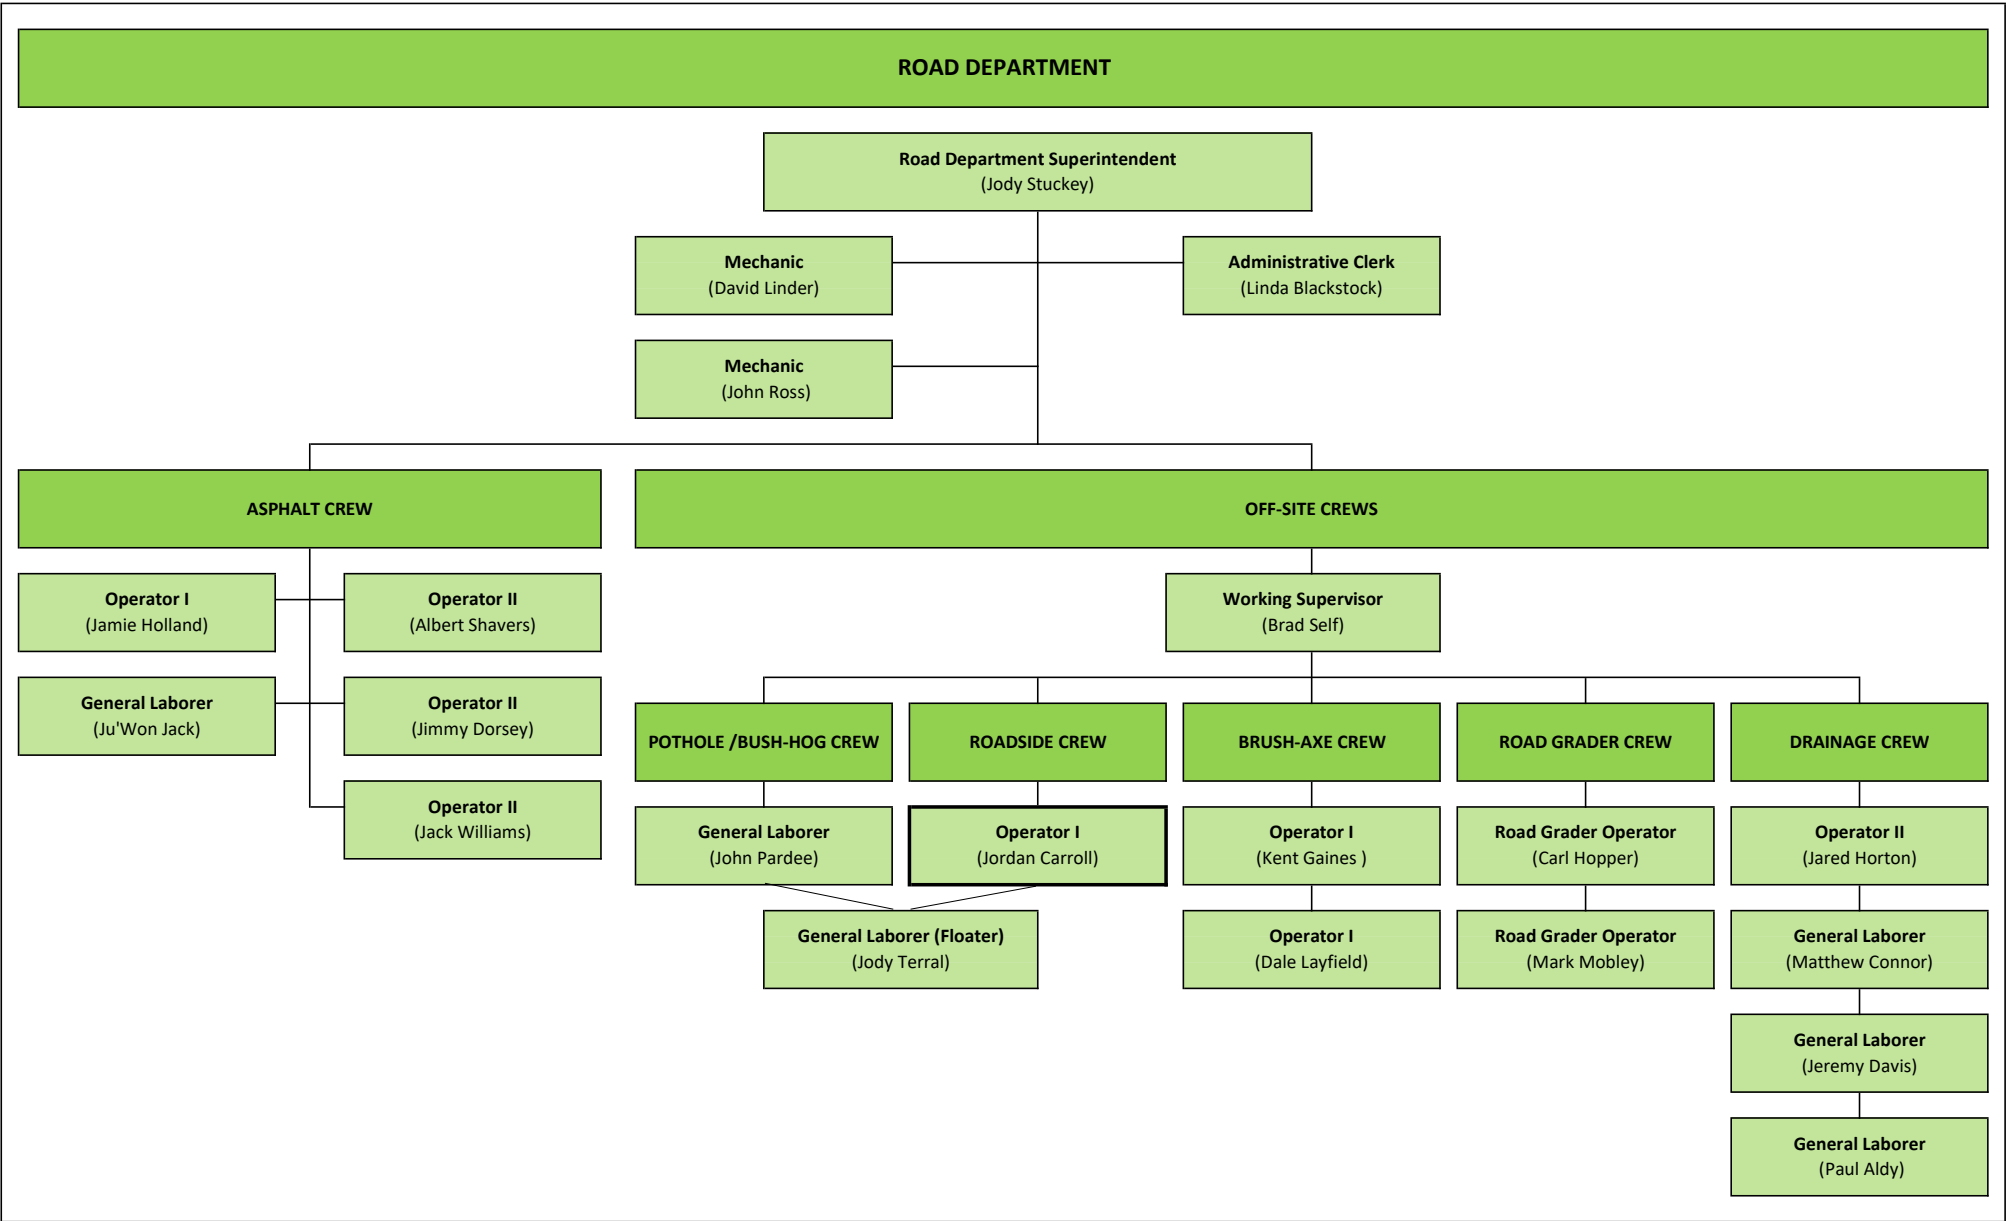 ROAD DEPARTMENT
Road Department Superintendent
(Jody Stuckey)
Mechanic
(David Linder)
Administrative Clerk
(Linda Blackstock)
Mechanic
(John Ross)
ASPHALT CREW
OFF-SITE CREWS
Operator I
(Jamie Holland)
Operator II
(Albert Shavers)
Working Supervisor
(Brad Self)
General Laborer
(Ju'Won Jack)
Operator II
(Jimmy Dorsey)
POTHOLE /BUSH-HOG CREW
ROADSIDE CREW
BRUSH-AXE CREW
ROAD GRADER CREW
DRAINAGE CREW
Operator II
(Jack Williams)
General Laborer
(John Pardee)
Operator I
(Jordan Carroll)
Operator I
(Kent Gaines )
Road Grader Operator
(Carl Hopper)
Operator II
(Jared Horton)
General Laborer (Floater)
(Jody Terral)
Operator I
(Dale Layfield)
Road Grader Operator
(Mark Mobley)
General Laborer
(Matthew Connor)
General Laborer
(Jeremy Davis)
General Laborer
(Paul Aldy)